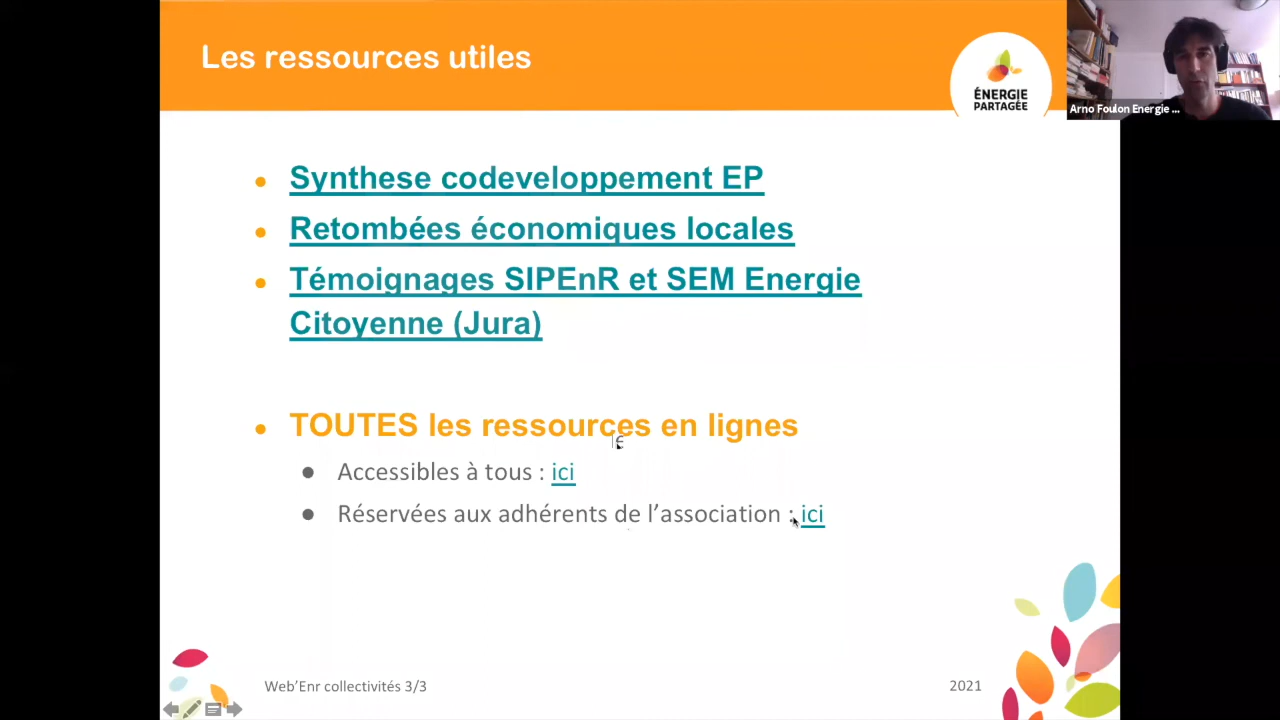 Les ressources utiles
ÉNERGIE
PARTAGÉE
Arno Foulon Energie ...
Synthese codeveloppement EP
Retombées économiques locales
Témoignages SIPEnR et SEM Energie
Citoyenne (Jura)
TOUTES les ressources en lignes
Accessibles à tous : ici
Réservées aux adhérents de l’association : ici
Web’Enr collectivités 3/3
2021